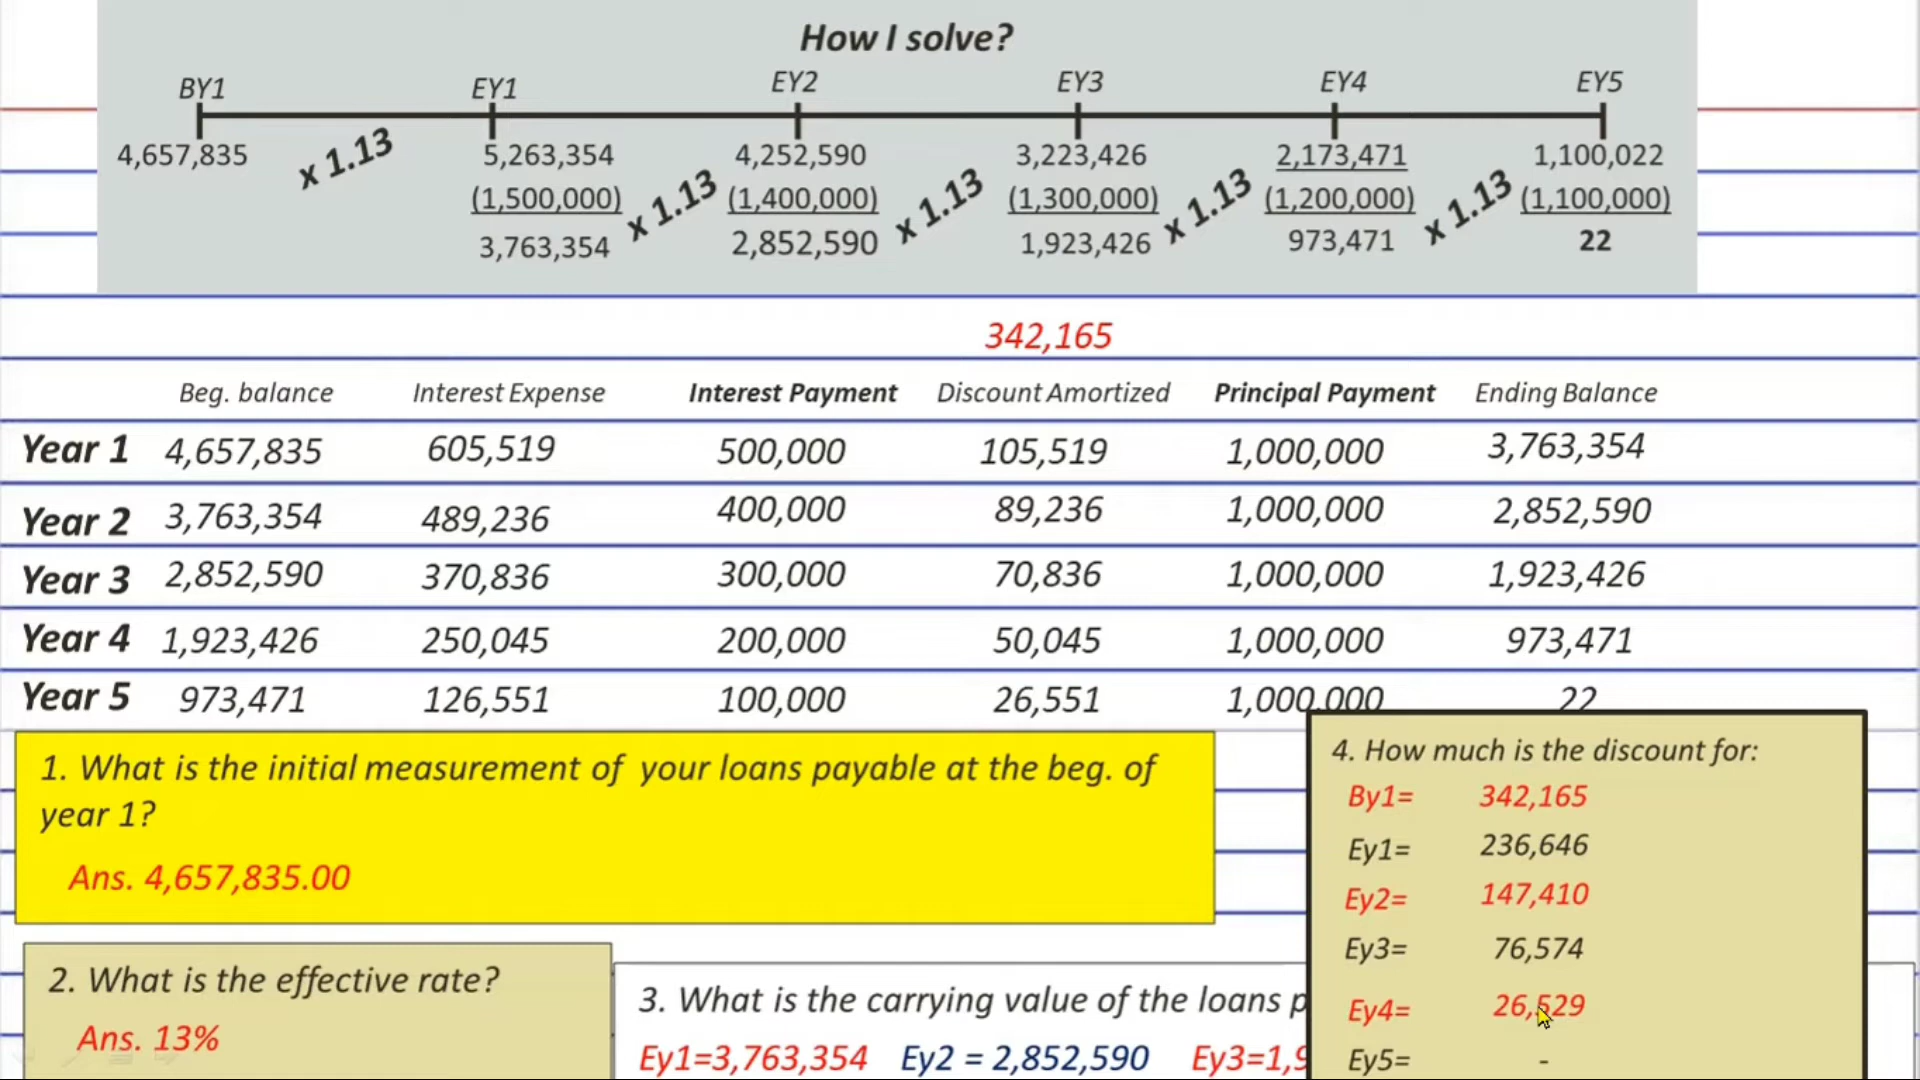 How I solve?
BY1 EY1 EY2 EY3 EY4 EY5
4,657,835 x 1.13 5,263,354 4,252,590 3,223,426 2,173,471 1,100,022
(1,500,000) x 1.13 (1,400,000) x 1.13 (1,300,000) x 1.13 (1,200,000) x 1.13 (1,100,000)
3,763,354 2,852,590 1,923,426 973,471 22
342,165
Beg. balance Interest Expense Interest Payment Discount Amortized Principal Payment Ending Balance
Year 1 4,657,835 605,519 500,000 105,519 1,000,000 3,763,354
Year 2 3,763,354 489,236 400,000 89,236 1,000,000 2,852,590
Year 3 2,852,590 370,836 300,000 70,836 1,000,000 1,923,426
Year 4 1,923,426 250,045 200,000 50,045 1,000,000 973,471
Year 5 973,471 126,551 100,000 26,551 1,000,000 22
1. What is the initial measurement of your loans payable at the beg. of
year 1?
Ans. 4,657,835.00
2. What is the effective rate?
Ans. 13%
3. What is the carrying value of the loans p
Ey1=3,763,354 Ey2 = 2,852,590 Ey3=1,9
4. How much is the discount for:
By1= 342,165
Ey1= 236,646
Ey2= 147,410
Ey3= 76,574
Ey4= 26,529
Ey5= -